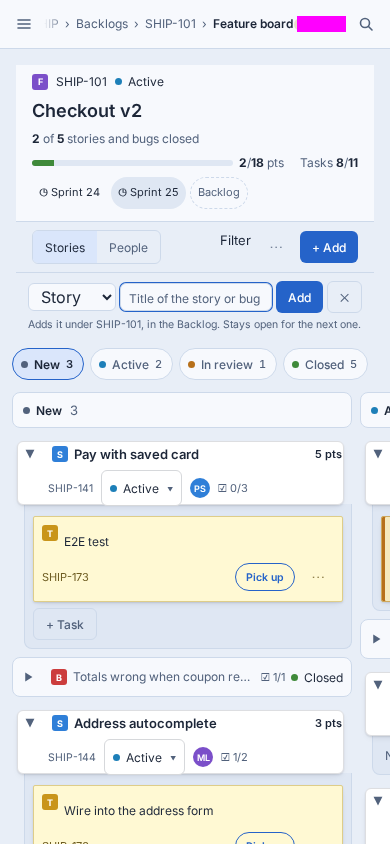 IP › Backlogs › SHIP-101 › Feature board
F SHIP-101 Active
Checkout v2
2 of 5 stories and bugs closed
2/18 pts Tasks 8/11
Sprint 24 Sprint 25 Backlog
Stories People Filter ... + Add
Story Title of the story or bug Add ×
Adds it under SHIP-101, in the Backlog. Stays open for the next one.
New 3 Active 2 In review 1 Closed 5
New 3
S Pay with saved card 5 pts
SHIP-141 Active PS ☑ 0/3
T E2E test
SHIP-173 Pick up ...
+ Task
B Totals wrong when coupon re... ☑ 1/1 Closed
S Address autocomplete 3 pts
SHIP-144 Active ML ☑ 1/2
T Wire into the address form